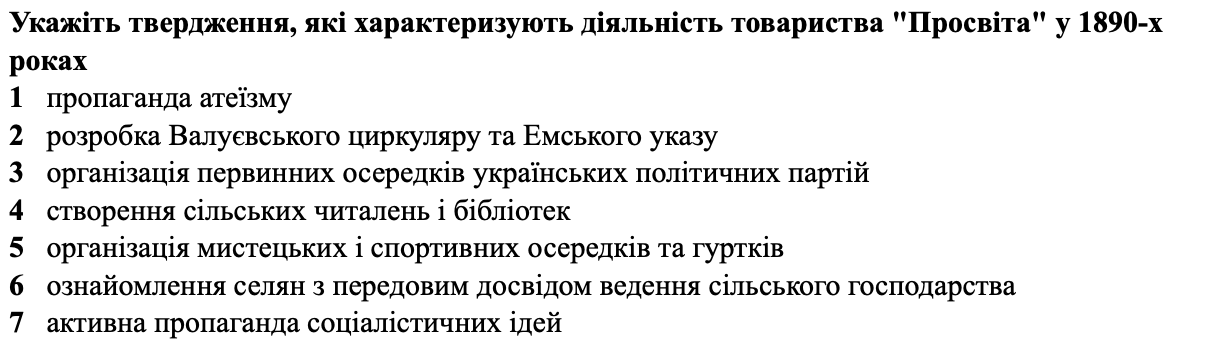 Укажіть твердження, які характеризують діяльність товариства "Просвіта" у 1890-х
роках
1 пропаганда атеїзму
2 розробка Валуєвського циркуляру та Емського указу
3 організація первинних осередків українських політичних партій
4 створення сільських читалень і бібліотек
5 організація мистецьких і спортивних осередків та гуртків
6 ознайомлення селян з передовим досвідом ведення сільського господарства
7 активна пропаганда соціалістичних ідей